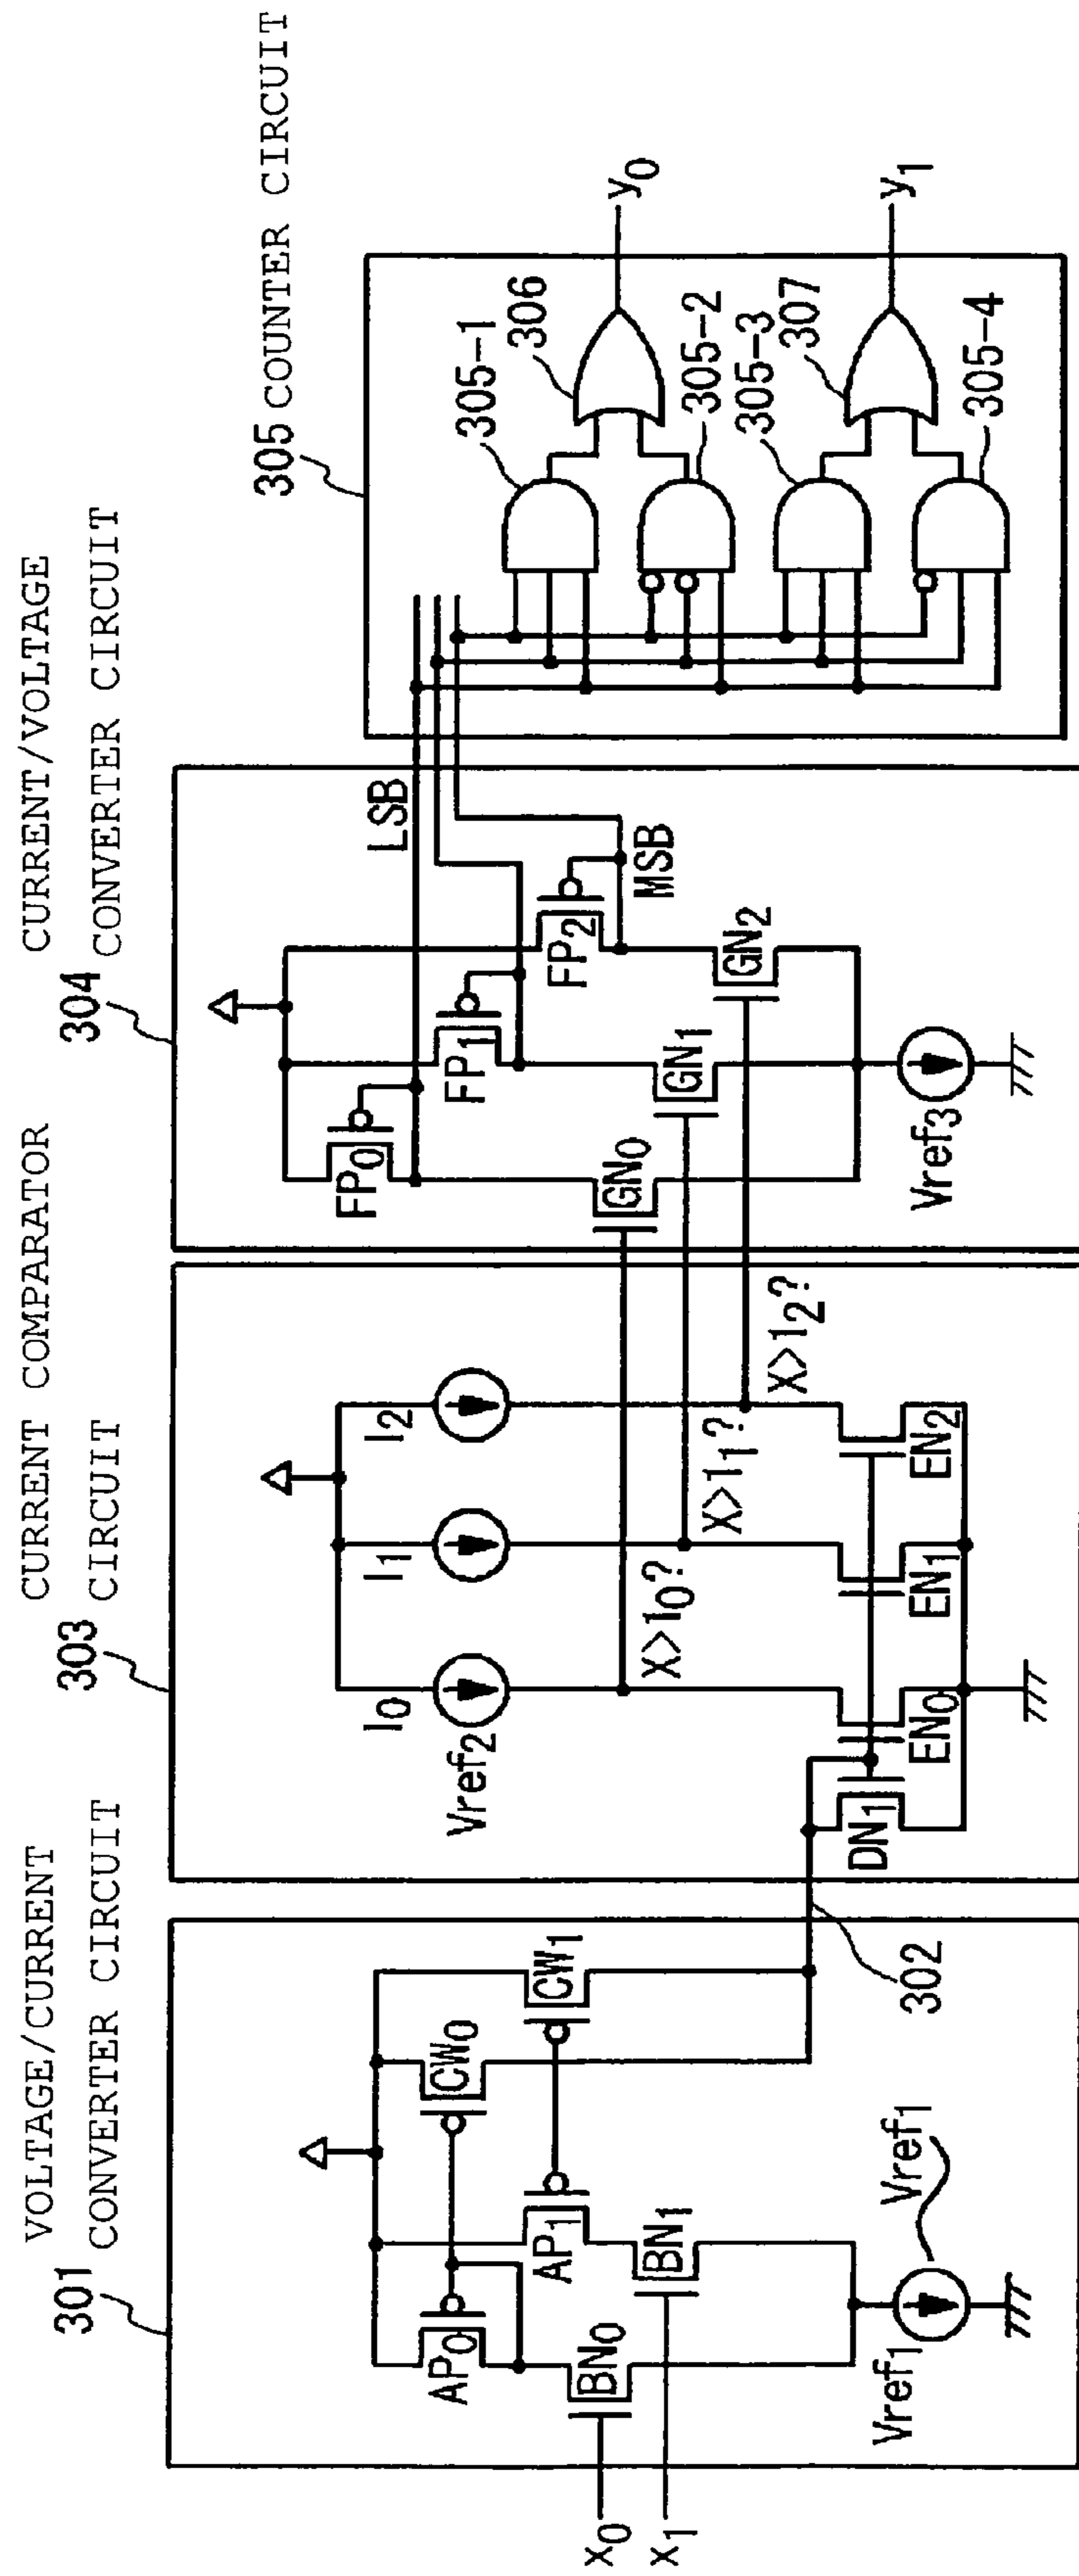 301
VOLTAGE/CURRENT
CONVERTER CIRCUIT
x0
x1
AP0
BN0
AP1
BN1
CW0
CW1
Vref1
Vref1
302
303
CURRENT COMPARATOR
CIRCUIT
I0
I1
I2
Vref2
X>I0?
X>I1?
X>I2?
DN1
EN0
EN1
EN2
304
CURRENT/VOLTAGE
CONVERTER CIRCUIT
FP0
FP1
FP2
LSB
MSB
GN0
GN1
GN2
Vref3
305 COUNTER CIRCUIT
305-1
306
305-2
305-3
307
305-4
y0
y1